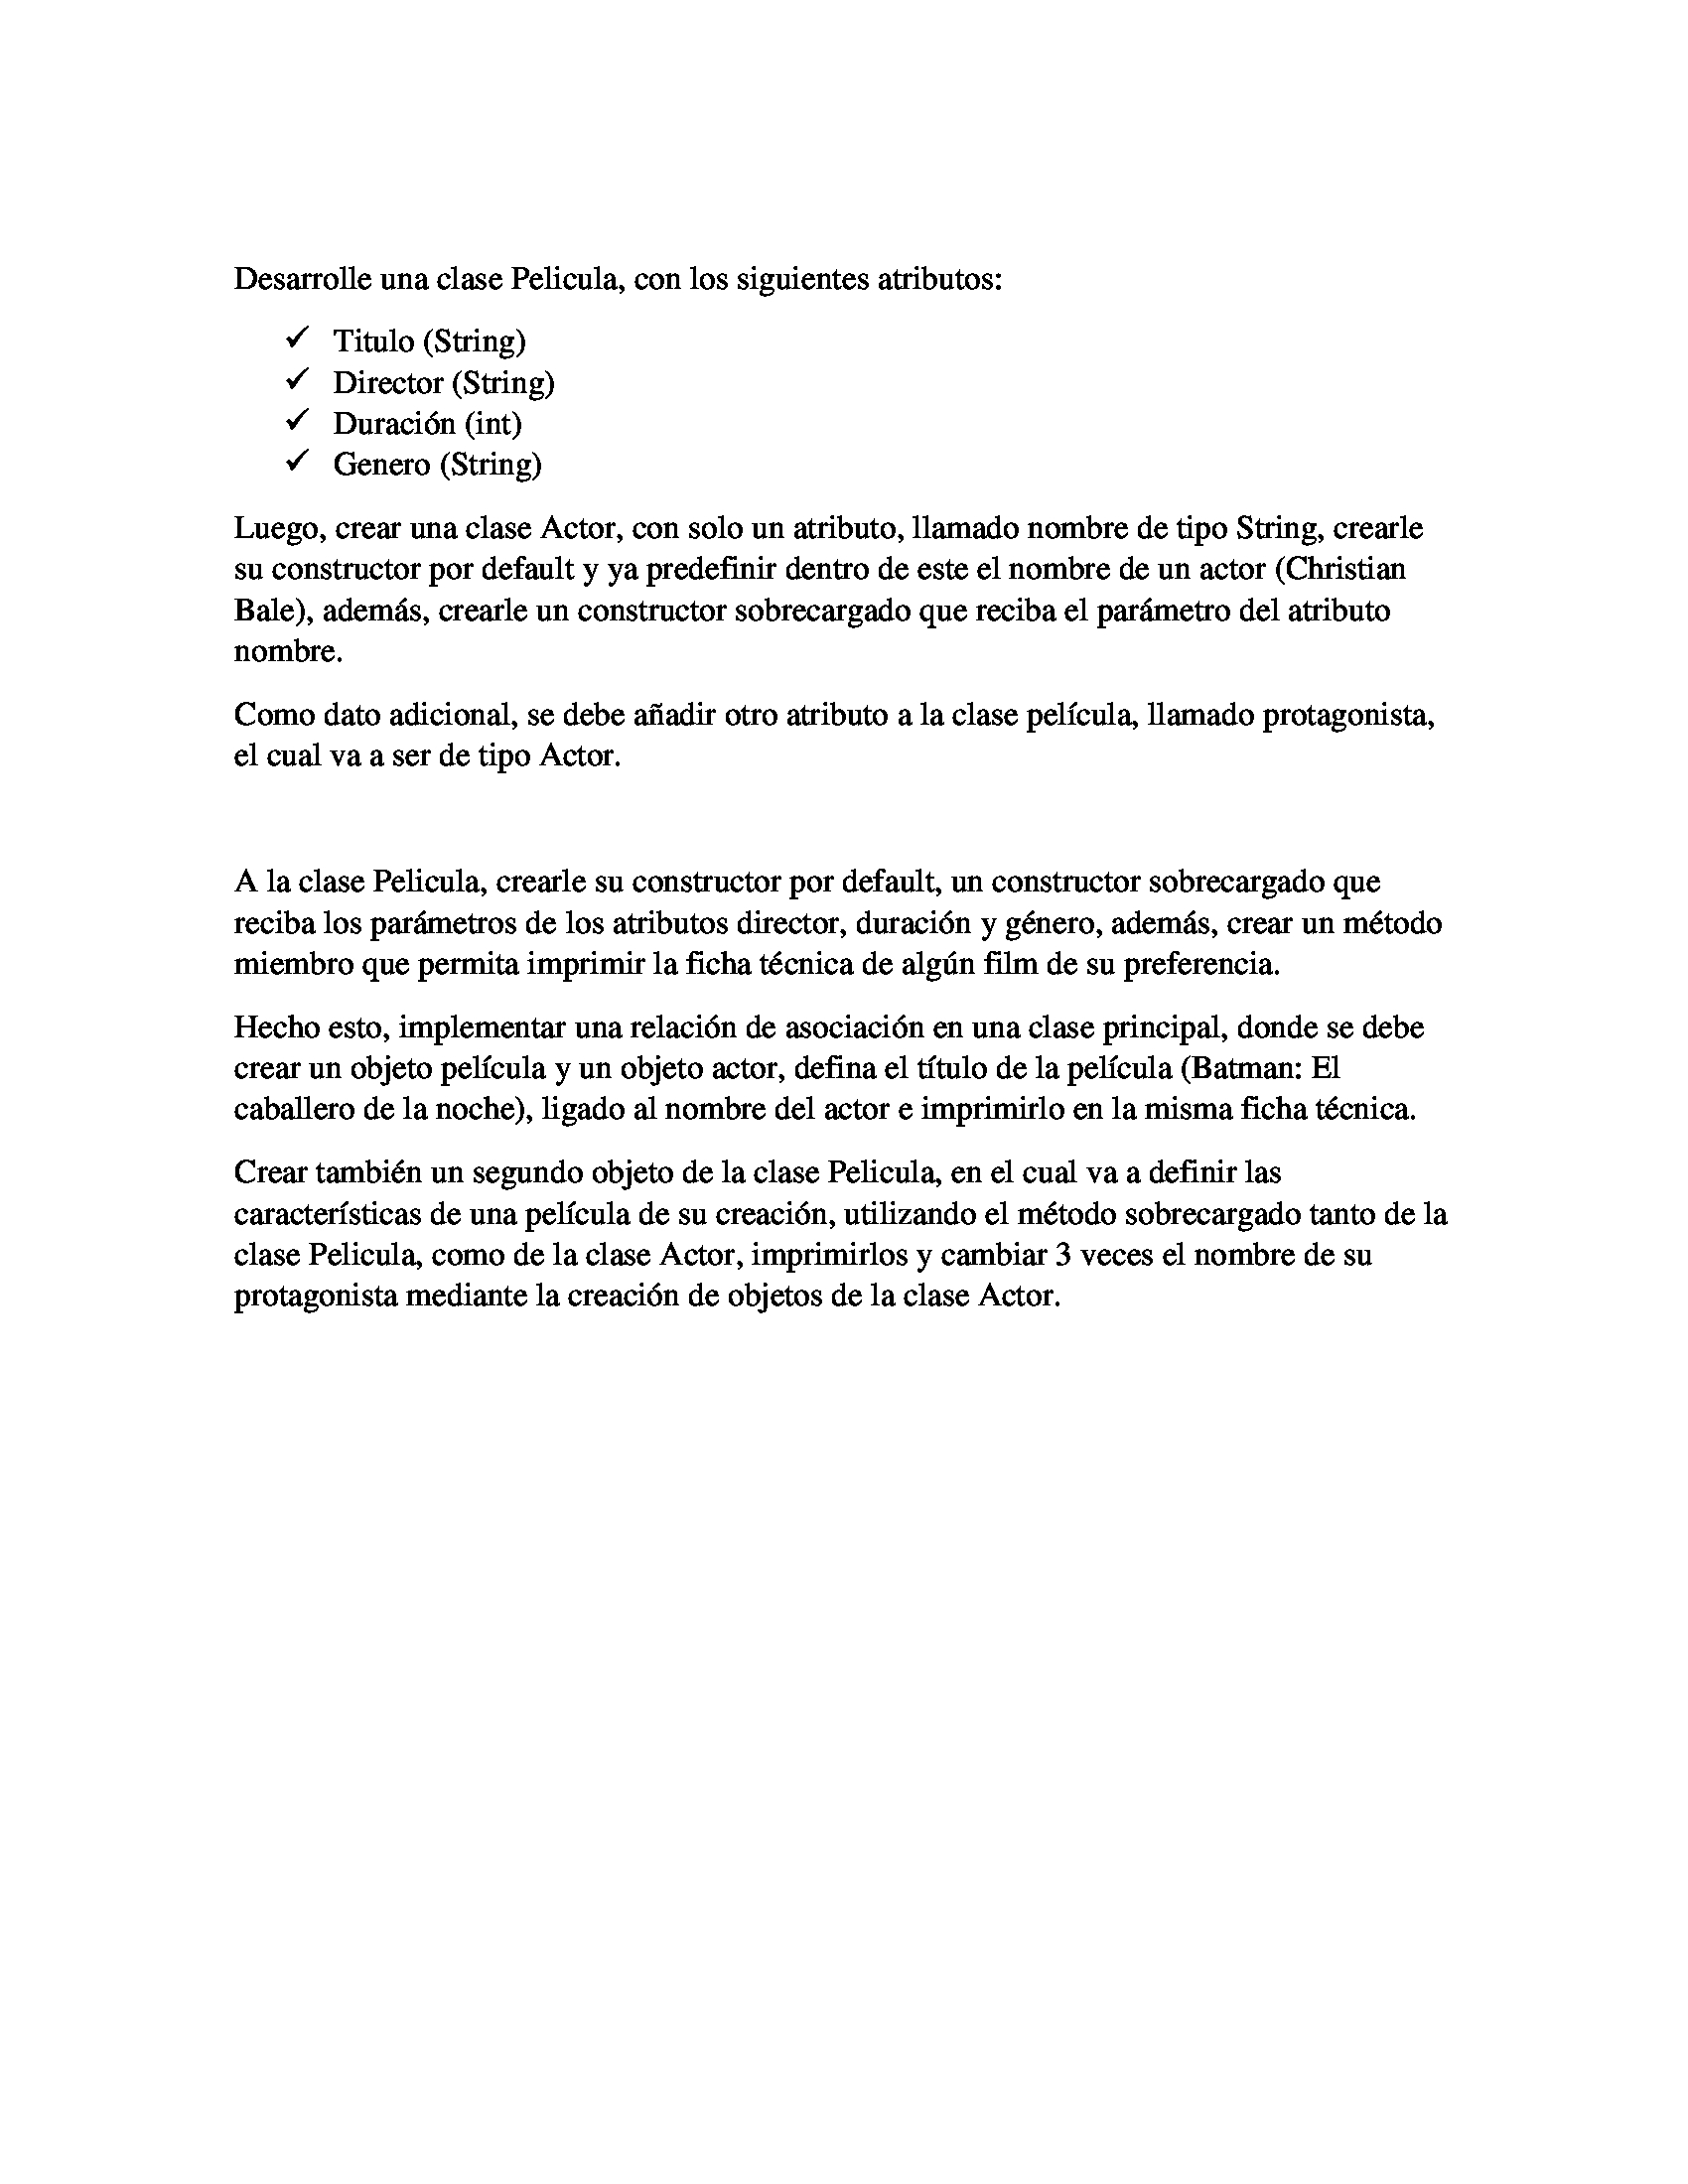 Desarrolle una clase Pelicula, con los siguientes atributos:
✓ Titulo (String)
✓ Director (String)
✓ Duración (int)
✓ Genero (String)
Luego, crear una clase Actor, con solo un atributo, llamado nombre de tipo String, crearle
su constructor por default y ya predefinir dentro de este el nombre de un actor (Christian
Bale), además, crearle un constructor sobrecargado que reciba el parámetro del atributo
nombre.
Como dato adicional, se debe añadir otro atributo a la clase película, llamado protagonista,
el cual va a ser de tipo Actor.
A la clase Pelicula, crearle su constructor por default, un constructor sobrecargado que
reciba los parámetros de los atributos director, duración y género, además, crear un método
miembro que permita imprimir la ficha técnica de algún film de su preferencia.
Hecho esto, implementar una relación de asociación en una clase principal, donde se debe
crear un objeto película y un objeto actor, defina el título de la película (Batman: El
caballero de la noche), ligado al nombre del actor e imprimirlo en la misma ficha técnica.
Crear también un segundo objeto de la clase Pelicula, en el cual va a definir las
características de una película de su creación, utilizando el método sobrecargado tanto de la
clase Pelicula, como de la clase Actor, imprimirlos y cambiar 3 veces el nombre de su
protagonista mediante la creación de objetos de la clase Actor.